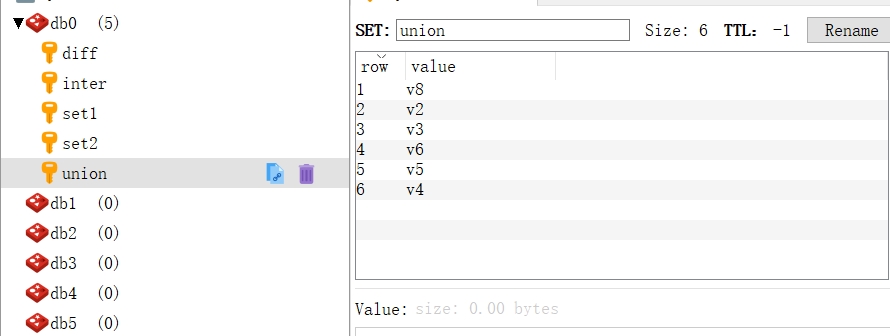 db0 (5)
diff
inter
set1
set2
union
db1 (0)
db2 (0)
db3 (0)
db4 (0)
db5 (0)
SET: union Size: 6 TTL: -1 Rename
row value
1 v8
2 v2
3 v3
4 v6
5 v5
6 v4
Value: size: 0.00 bytes